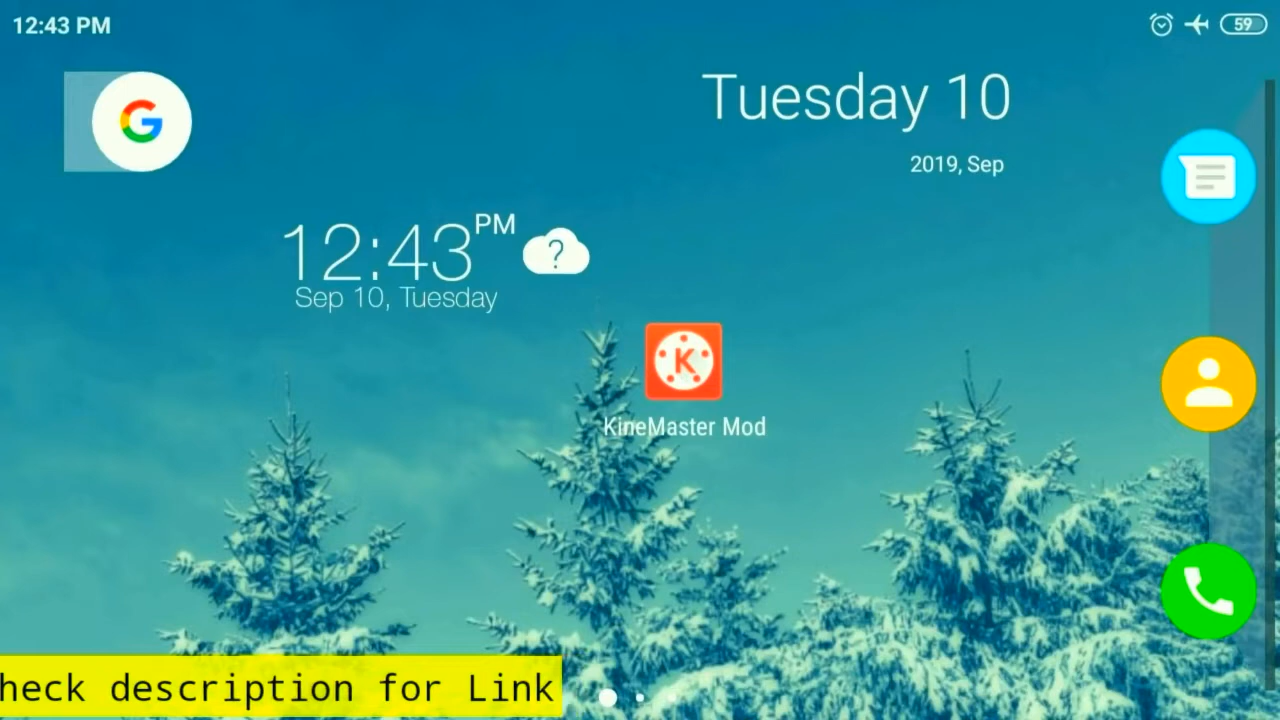 12:43 PM
59
G
Tuesday 10
2019, Sep
12:43 PM
?
Sep 10, Tuesday
K
KineMaster Mod
heck description for Link